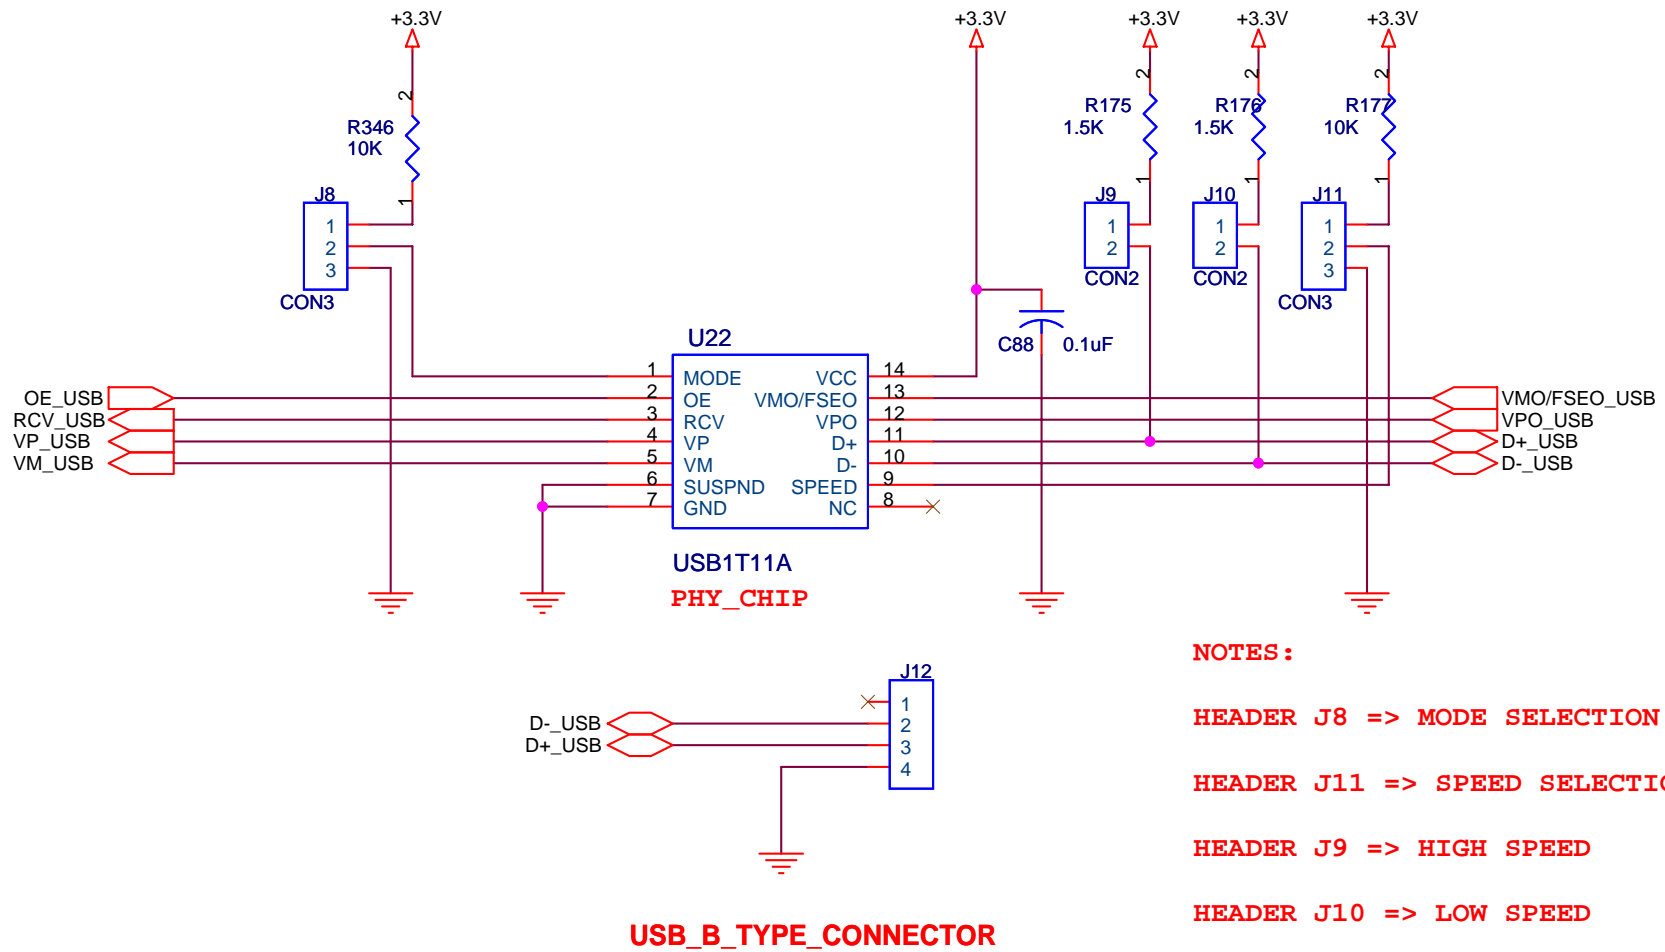 +3.3V +3.3V +3.3V +3.3V +3.3V
2 2 2 2
R346
10K
R175
1.5K
R176
1.5K
R177
10K
1 1 1 1
J8
1
2
3
CON3
J9
1
2
CON2
J10
1
2
CON2
J11
1
2
3
CON3
C88 0.1uF
U22
1 MODE VCC 14
2 OE VMO/FSEO 13
3 RCV VPO 12
4 VP D+ 11
5 VM D- 10
6 SUSPND SPEED 9
7 GND NC 8
OE_USB
RCV_USB
VP_USB
VM_USB
VMO/FSEO_USB
VPO_USB
D+_USB
D-_USB
USB1T11A
PHY_CHIP
J12
1
2
3
4
D-_USB
D+_USB
NOTES:
HEADER J8 => MODE SELECTION
HEADER J11 => SPEED SELECTIO
HEADER J9 => HIGH SPEED
HEADER J10 => LOW SPEED
USB_B_TYPE_CONNECTOR